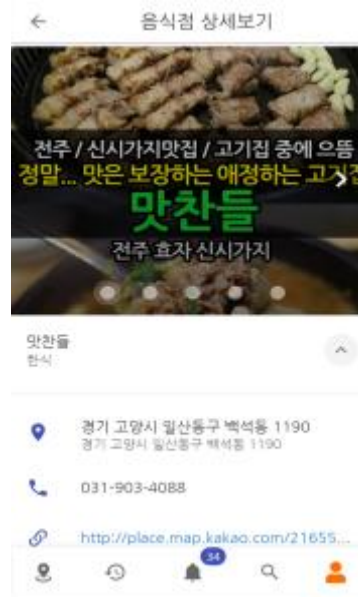 음식점 상세보기
전주 / 신시가지맛집 / 고기집 중에 으뜸
정말... 맛은 보장하는 애정하는 고기집
맛찬들
전주 효자 신시가지
맛찬들
한식
경기 고양시 일산동구 백석동 1190
경기 고양시 일산동구 백석동 1190
031-903-4088
http://place.map.kakao.com/21655...
34